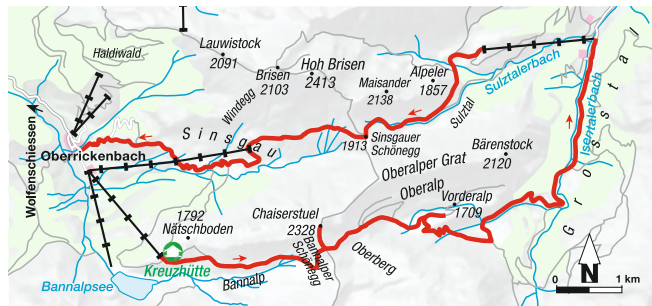 Haldiwald
Lauwistock
2091
Brisen
2103
Hoh Brisen
2413
Maisander
2138
Alpeler
1857
Sulztalerbach
Windegg
Sinsgau
Sulztal
1913
Sinsgauer
Schönegg
Oberrickenbach
Wolfenschiessen
Oberalper Grat
Oberalp
Bärenstock
2120
Isentalerbach
Grosstal
Vorderalp
1709
1792
Nätschboden
Chaiserstuel
2328
Bannalper
Schönegg
Oberberg
Kreuzhütte
Bannalp
Bannalpsee
N
0 1 km